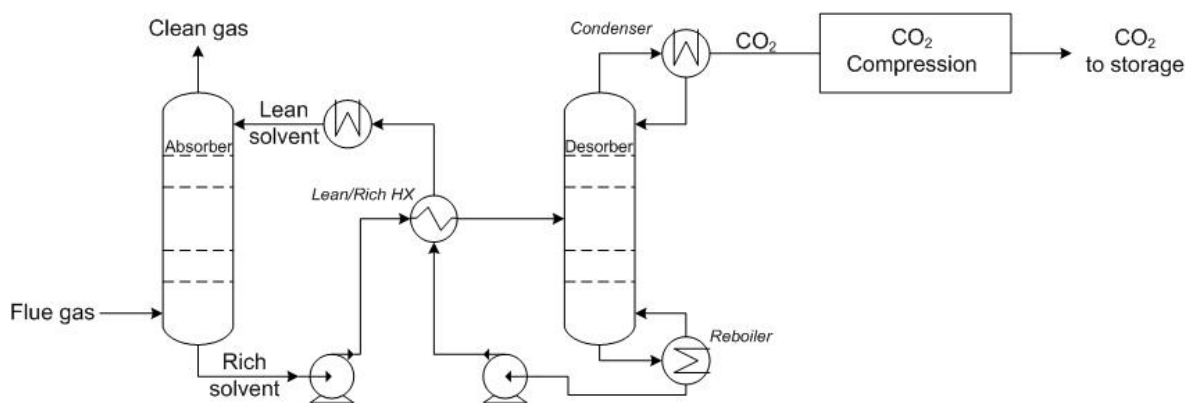 Clean gas
Condenser
CO₂
CO₂
Compression
CO₂
to storage
Lean
solvent
Absorber
Desorber
Lean/Rich HX
Flue gas
Rich
solvent
Reboiler